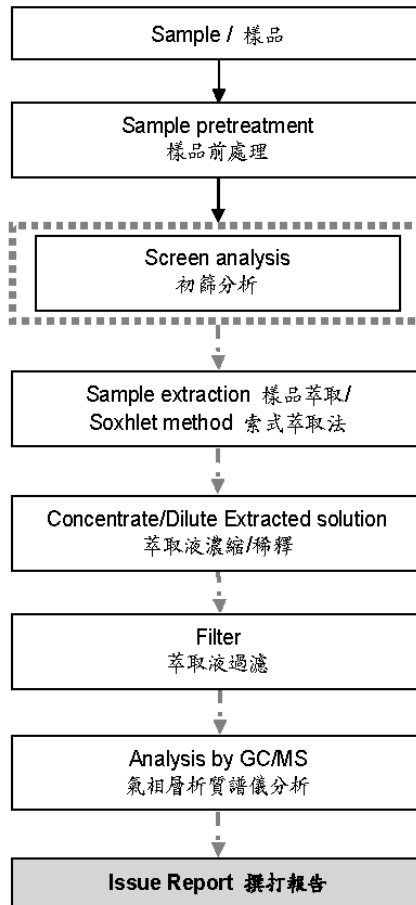 Sample / 樣品
Sample pretreatment
樣品前處理
Screen analysis
初篩分析
Sample extraction 樣品萃取/
Soxhlet method 索式萃取法
Concentrate/Dilute Extracted solution
萃取液濃縮/稀釋
Filter
萃取液過濾
Analysis by GC/MS
氣相層析質譜儀分析
Issue Report 撰打報告